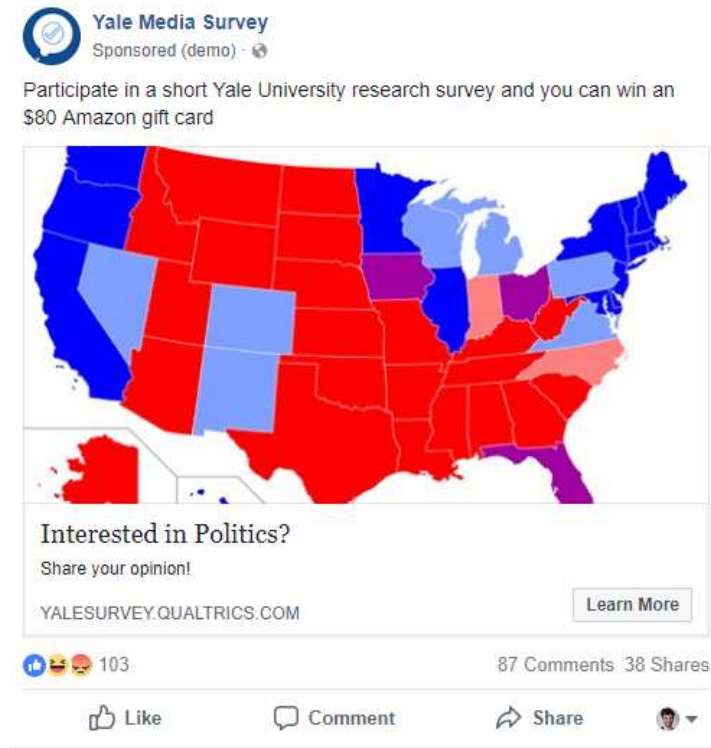 Yale Media Survey
Sponsored (demo) ·
Participate in a short Yale University research survey and you can win an
$80 Amazon gift card
Interested in Politics?
Share your opinion!
YALESURVEY.QUALTRICS.COM
Learn More
103
87 Comments 38 Shares
Like
Comment
Share